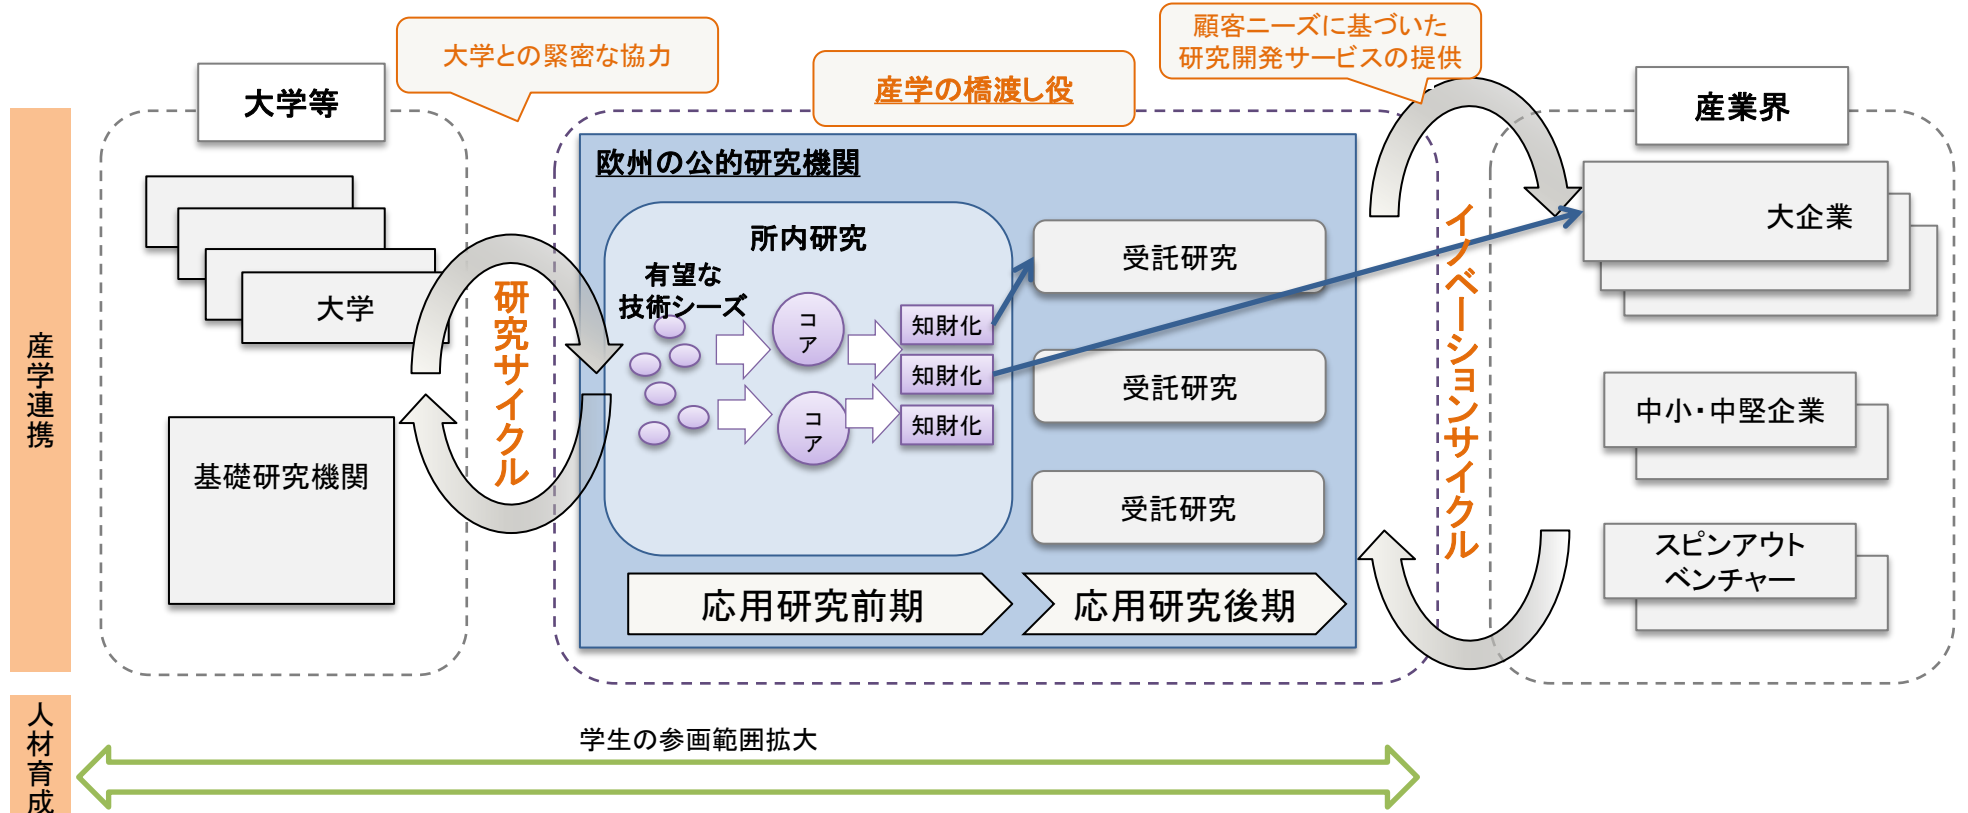 大学との緊密な協力
顧客ニーズに基づいた
研究開発サービスの提供
産学の橋渡し役
大学等
産業界
欧州の公的研究機関
所内研究
有望な
技術シーズ
コ
ア
コ
ア
知財化
知財化
知財化
受託研究
受託研究
受託研究
大学
基礎研究機関
研究サイクル
イノベーションサイクル
大企業
中小・中堅企業
スピンアウト
ベンチャー
応用研究前期
応用研究後期
産学連携
人材育成
学生の参画範囲拡大